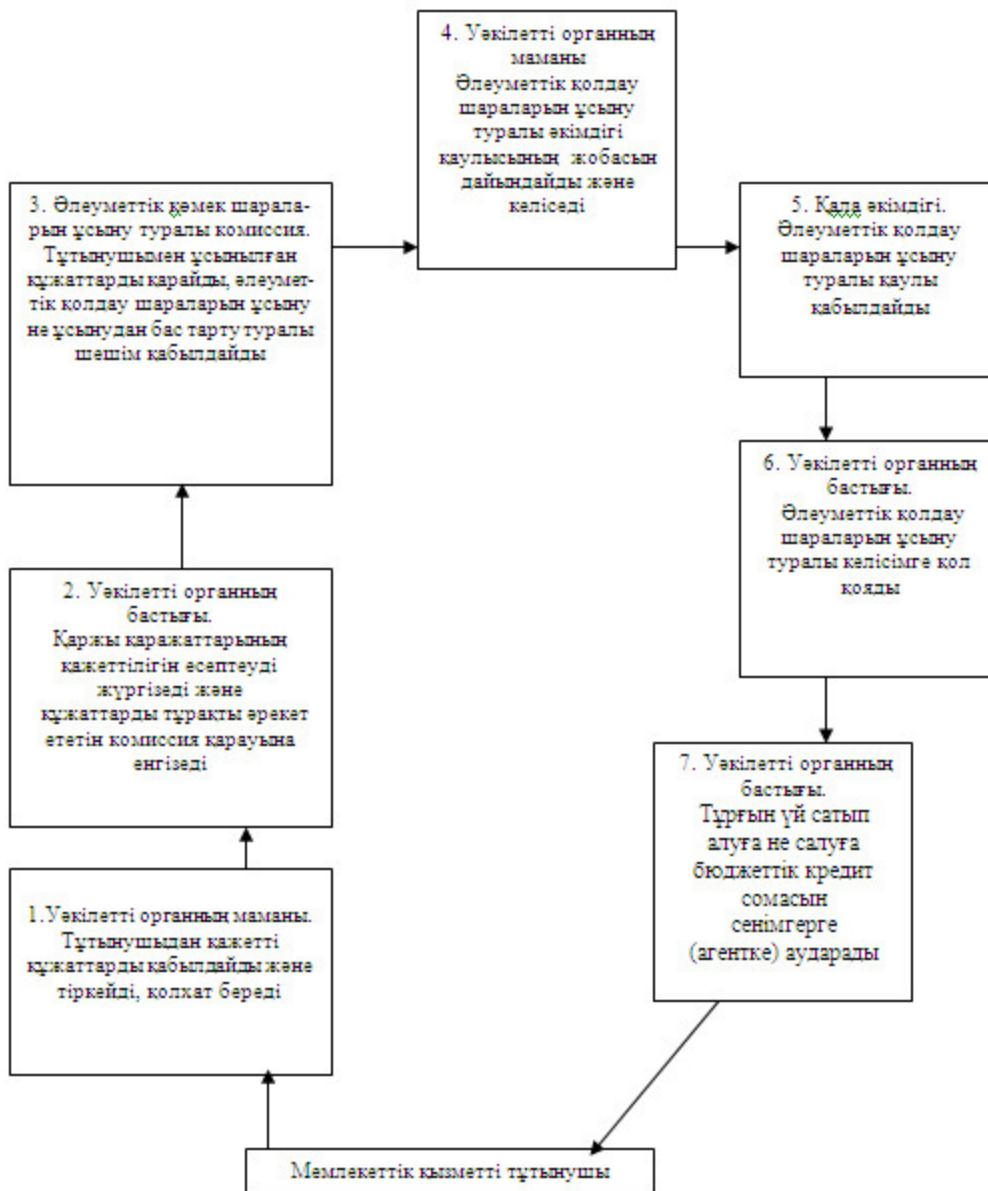 4. Уәкілетті органның
маманы
Әлеуметтік қолдау
шараларын ұсыну
туралы әкімдігі
қаулысының жобасын
дайындайды және
келіседі
3. Әлеуметтік көмек шарала-
рын ұсыну туралы комиссия.
Тұтынушымен ұсынылған
құжаттарды қарайды, әлеумет-
тік қолдау шараларын ұсыну
не ұсынудан бас тарту туралы
шешім қабылдайды
5. Қала әкімдігі.
Әлеуметтік қолдау
шараларын ұсыну
туралы қаулы
қабылдайды
6. Уәкілетті органның
бастығы.
Әлеуметтік қолдау
шараларын ұсыну
туралы келісімге қол
қояды
2. Уәкілетті органның
бастығы.
Қаржы қаражаттарының
қажеттілігін есептеуді
жүргізеді және
құжаттарды тұрақты әрекет
ететін комиссия қарауына
енгізеді
7. Уәкілетті органның
бастығы.
Тұрғын үй сатып
алуға не салуға
бюджеттік кредит
сомасын
сенімгерге
(агентке) аударады
1.Уәкілетті органның маманы.
Тұтынушыдан қажетті
құжаттарды қабылдайды және
тіркейді, қолхат береді
Мемлекеттік қызметті тұтынушы